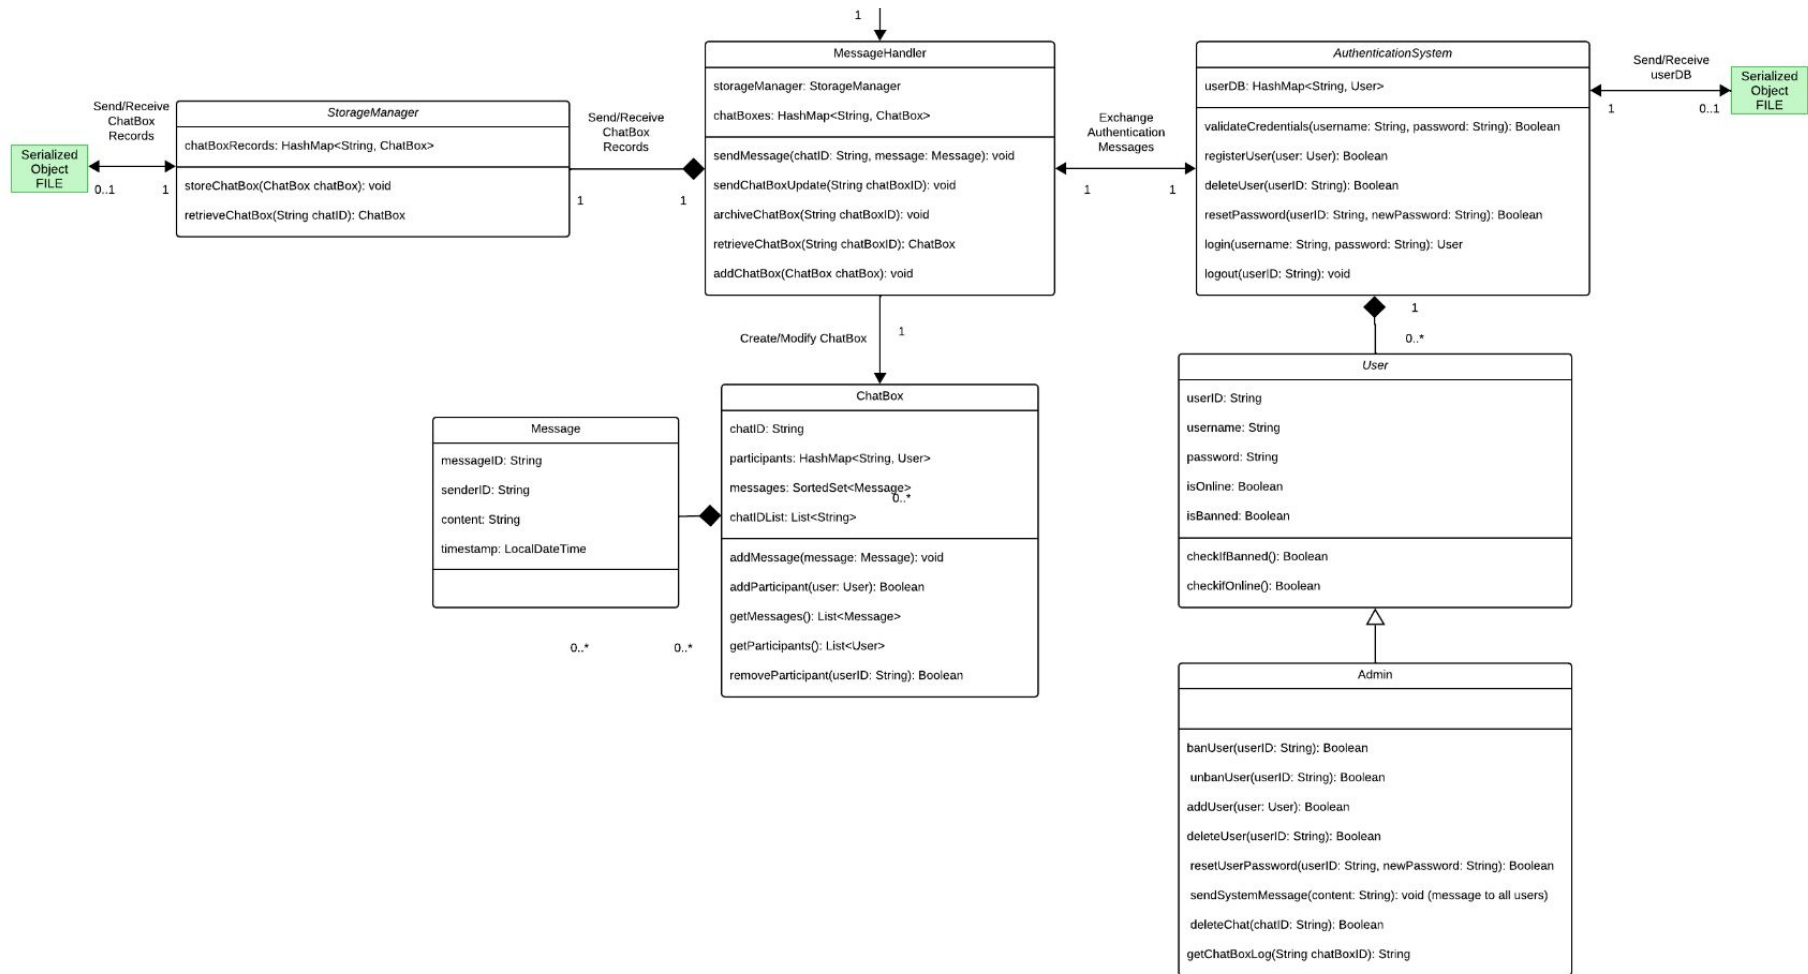 1
Send/Receive
ChatBox
Records
Serialized
Object
FILE
0..1
1
StorageManager
chatBoxRecords: HashMap<String, ChatBox>
storeChatBox(ChatBox chatBox): void
retrieveChatBox(String chatID): ChatBox
Send/Receive
ChatBox
Records
1
1
MessageHandler
storageManager: StorageManager
chatBoxes: HashMap<String, ChatBox>
sendMessage(chatID: String, message: Message): void
sendChatBoxUpdate(String chatBoxID): void
archiveChatBox(String chatBoxID): void
retrieveChatBox(String chatBoxID): ChatBox
addChatBox(ChatBox chatBox): void
Exchange
Authentication
Messages
1
1
AuthenticationSystem
userDB: HashMap<String, User>
validateCredentials(username: String, password: String): Boolean
registerUser(user: User): Boolean
deleteUser(userID: String): Boolean
resetPassword(userID: String, newPassword: String): Boolean
login(username: String, password: String): User
logout(userID: String): void
Send/Receive
userDB
1
0..1
Serialized
Object
FILE
Create/Modify ChatBox
1
1
0..*
Message
messageID: String
senderID: String
content: String
timestamp: LocalDateTime
0..*
0..*
ChatBox
chatID: String
participants: HashMap<String, User>
messages: SortedSet<Message>
0..*
chatIDList: List<String>
addMessage(message: Message): void
addParticipant(user: User): Boolean
getMessages(): List<Message>
getParticipants(): List<User>
removeParticipant(userID: String): Boolean
User
userID: String
username: String
password: String
isOnline: Boolean
isBanned: Boolean
checkIfBanned(): Boolean
checkifOnline(): Boolean
Admin
banUser(userID: String): Boolean
unbanUser(userID: String): Boolean
addUser(user: User): Boolean
deleteUser(userID: String): Boolean
resetUserPassword(userID: String, newPassword: String): Boolean
sendSystemMessage(content: String): void (message to all users)
deleteChat(chatID: String): Boolean
getChatBoxLog(String chatBoxID): String